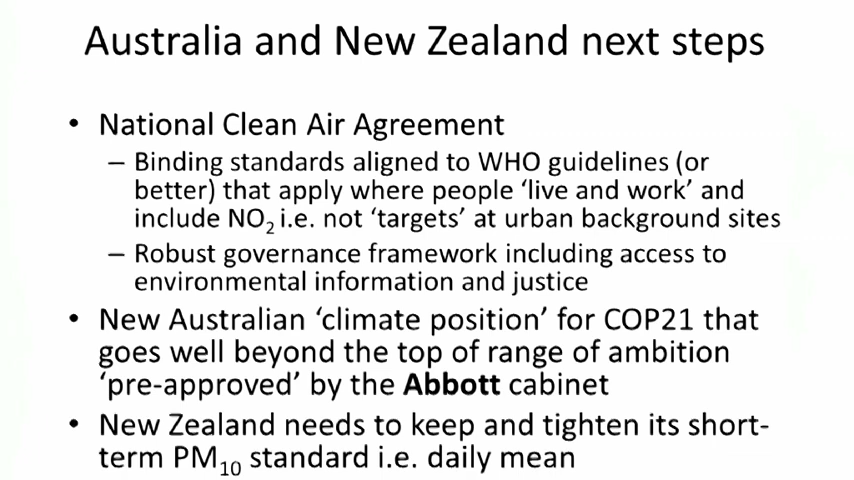 Australia and New Zealand next steps
• National Clean Air Agreement
– Binding standards aligned to WHO guidelines (or
better) that apply where people ‘live and work’ and
include NO₂ i.e. not ‘targets’ at urban background sites
– Robust governance framework including access to
environmental information and justice
• New Australian ‘climate position’ for COP21 that
goes well beyond the top of range of ambition
‘pre-approved’ by the Abbott cabinet
• New Zealand needs to keep and tighten its short-
term PM₁₀ standard i.e. daily mean